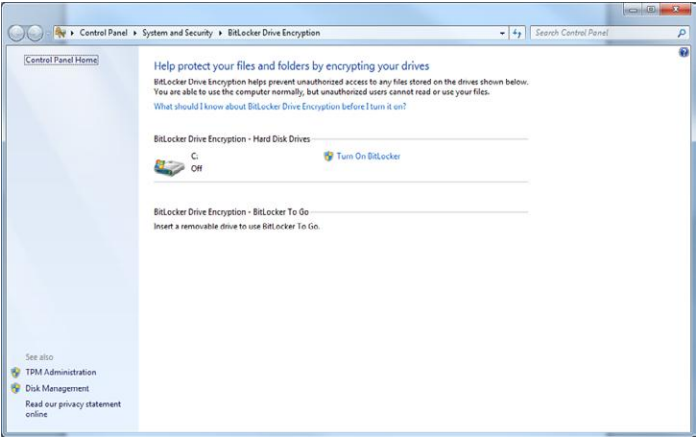 Control Panel ▸ System and Security ▸ BitLocker Drive Encryption
Search Control Panel
Control Panel Home
Help protect your files and folders by encrypting your drives
BitLocker Drive Encryption helps prevent unauthorized access to any files stored on the drives shown below.
You are able to use the computer normally, but unauthorized users cannot read or use your files.
What should I know about BitLocker Drive Encryption before I turn it on?
BitLocker Drive Encryption - Hard Disk Drives
C:
Off
Turn On BitLocker
BitLocker Drive Encryption - BitLocker To Go
Insert a removable drive to use BitLocker To Go.
See also
TPM Administration
Disk Management
Read our privacy statement
online